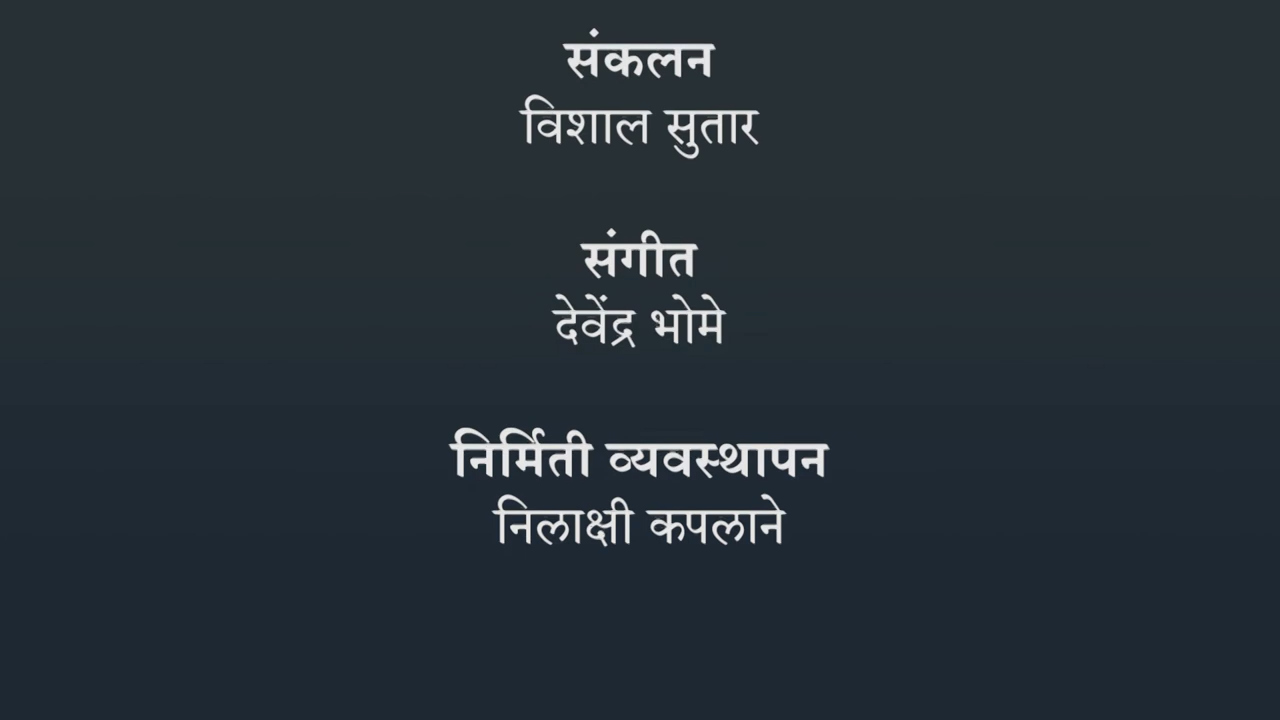 संकलन
विशाल सुतार
संगीत
देवेंद्र भोमे
निर्मिती व्यवस्थापन
निलाक्षी कपलाने